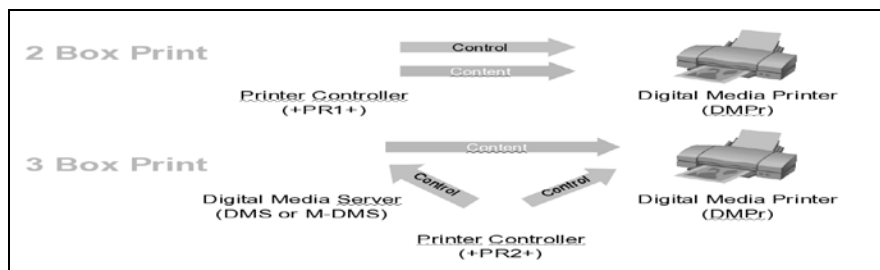 2 Box Print
Control
Content
Printer Controller
(+PR1+)
Digital Media Printer
(DMPr)
3 Box Print
Content
Control
Control
Digital Media Server
(DMS or M-DMS)
Digital Media Printer
(DMPr)
Printer Controller
(+PR2+)